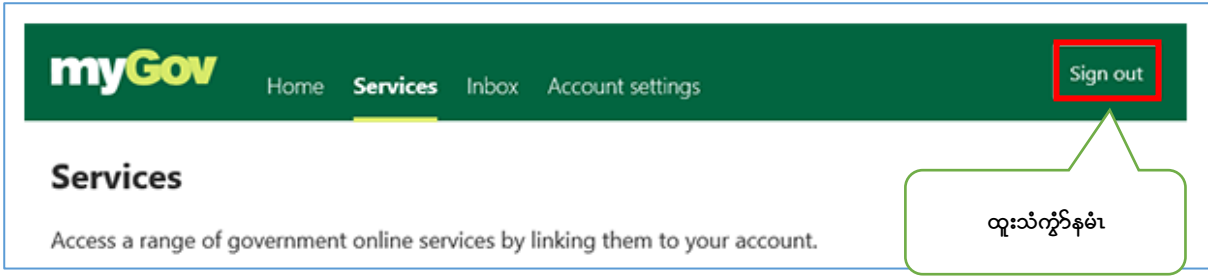 myGov
Home Services Inbox Account settings
Sign out
Services
Access a range of government online services by linking them to your account.
ထူးသံကွံာ်နမံၤ